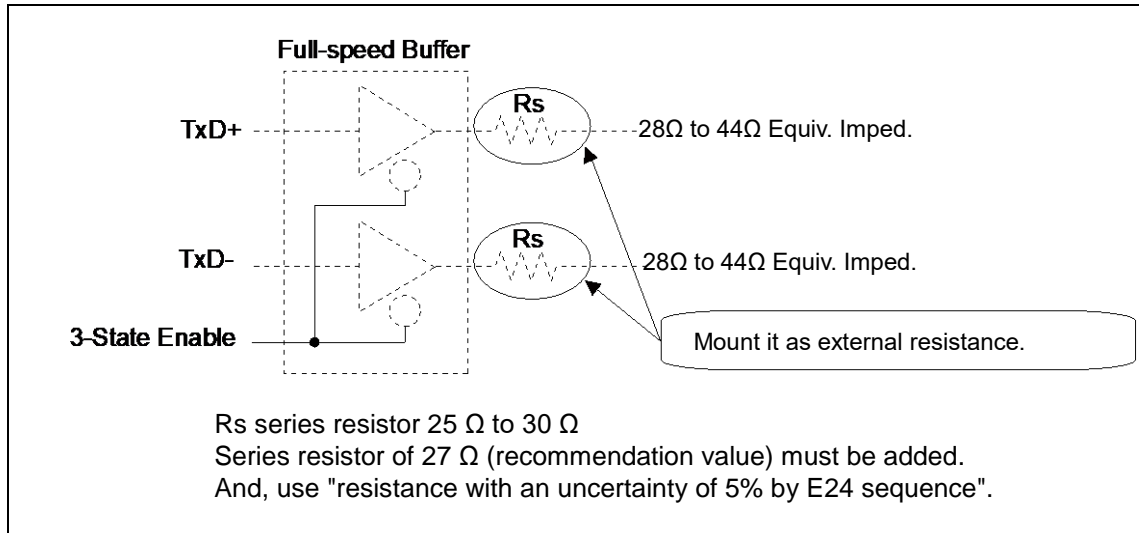 Full-speed Buffer
Rs
TxD+
28Ω to 44Ω Equiv. Imped.
Rs
TxD-
28Ω to 44Ω Equiv. Imped.
3-State Enable
Mount it as external resistance.
Rs series resistor 25 Ω to 30 Ω
Series resistor of 27 Ω (recommendation value) must be added.
And, use "resistance with an uncertainty of 5% by E24 sequence".